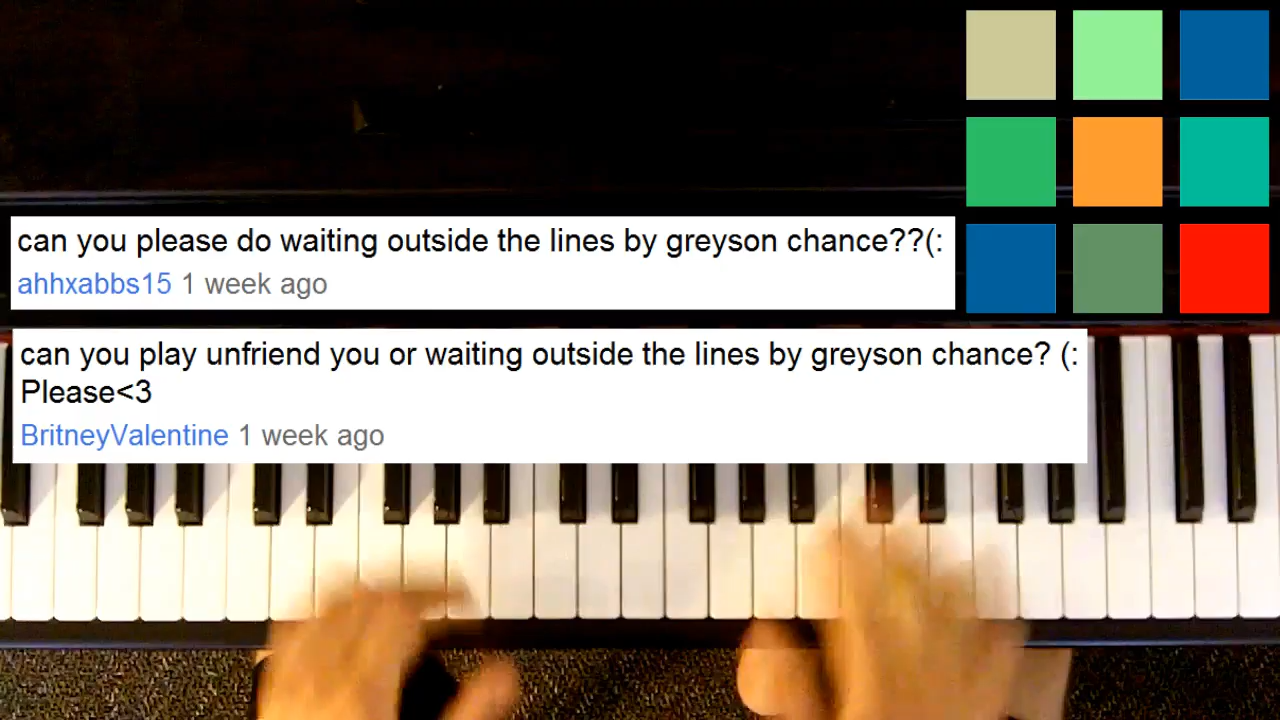 can you please do waiting outside the lines by greyson chance??(:
ahhxabbs15 1 week ago
can you play unfriend you or waiting outside the lines by greyson chance? (:
Please<3
BritneyValentine 1 week ago